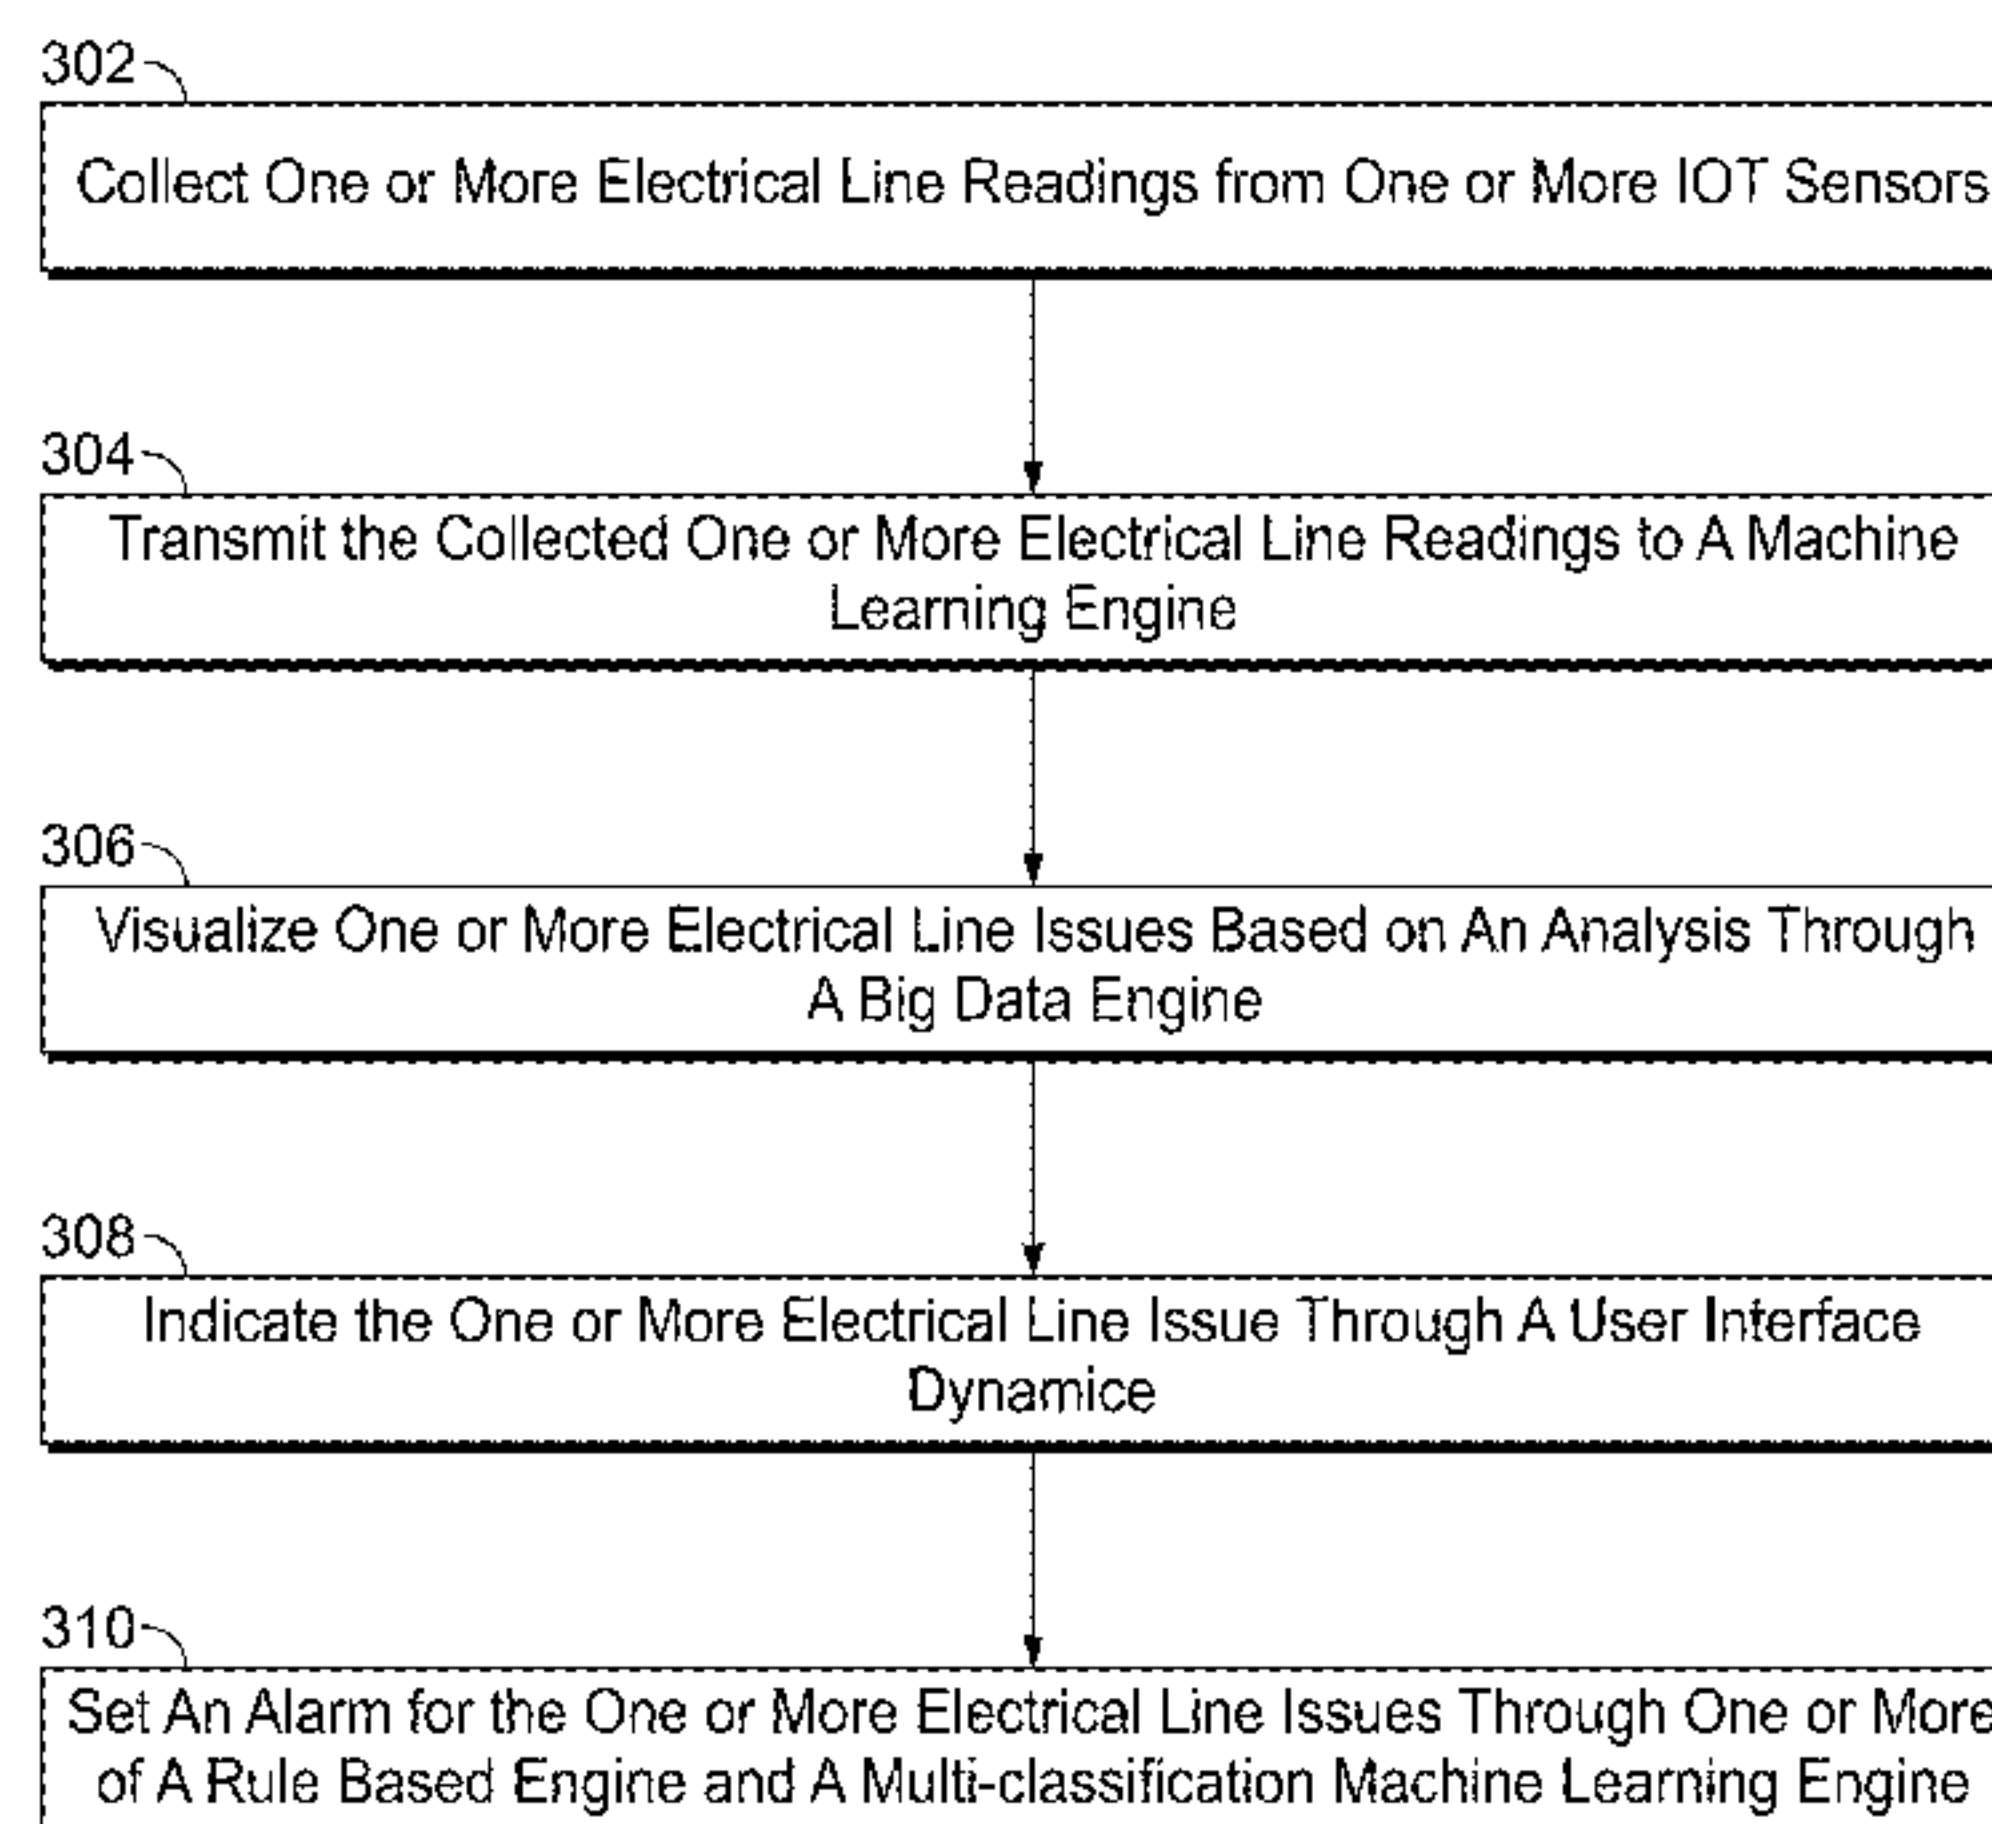 302
Collect One or More Electrical Line Readings from One or More IOT Sensors
304
Transmit the Collected One or More Electrical Line Readings to A Machine
Learning Engine
306
Visualize One or More Electrical Line Issues Based on An Analysis Through
A Big Data Engine
308
Indicate the One or More Electrical Line Issue Through A User Interface
Dynamice
310
Set An Alarm for the One or More Electrical Line Issues Through One or More
of A Rule Based Engine and A Multi-classification Machine Learning Engine